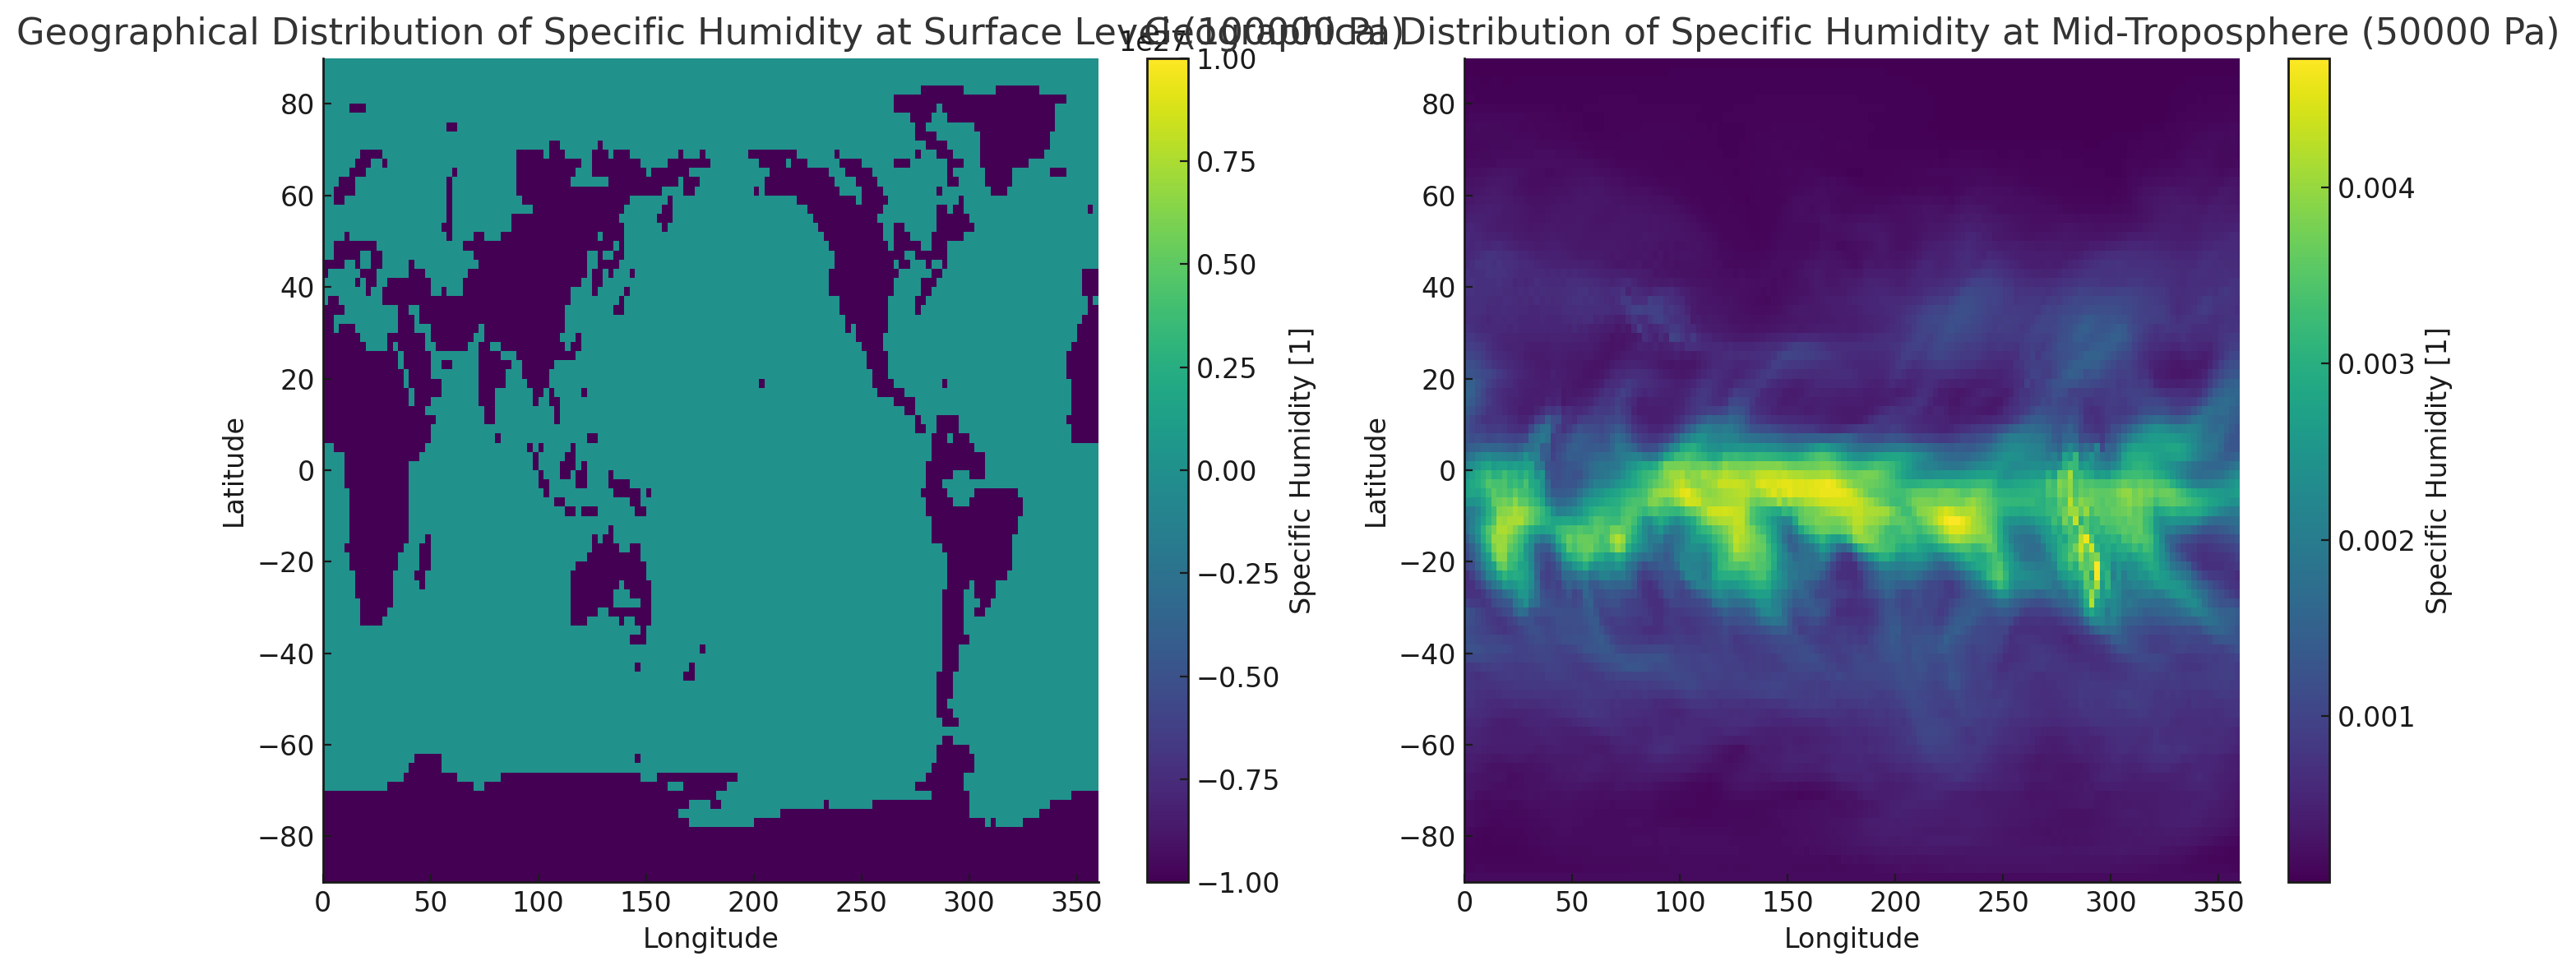 Geographical Distribution of Specific Humidity at Surface Level (100000 Pa)
Geographical Distribution of Specific Humidity at Mid-Troposphere (50000 Pa)
1e27
1.00
0.75
0.50
0.25
0.00
−0.25
−0.50
−0.75
−1.00
Specific Humidity [1]
80
60
40
20
0
−20
−40
−60
−80
Latitude
0 50 100 150 200 250 300 350
Longitude
80
60
40
20
0
−20
−40
−60
−80
Latitude
0 50 100 150 200 250 300 350
Longitude
0.004
0.003
0.002
0.001
Specific Humidity [1]